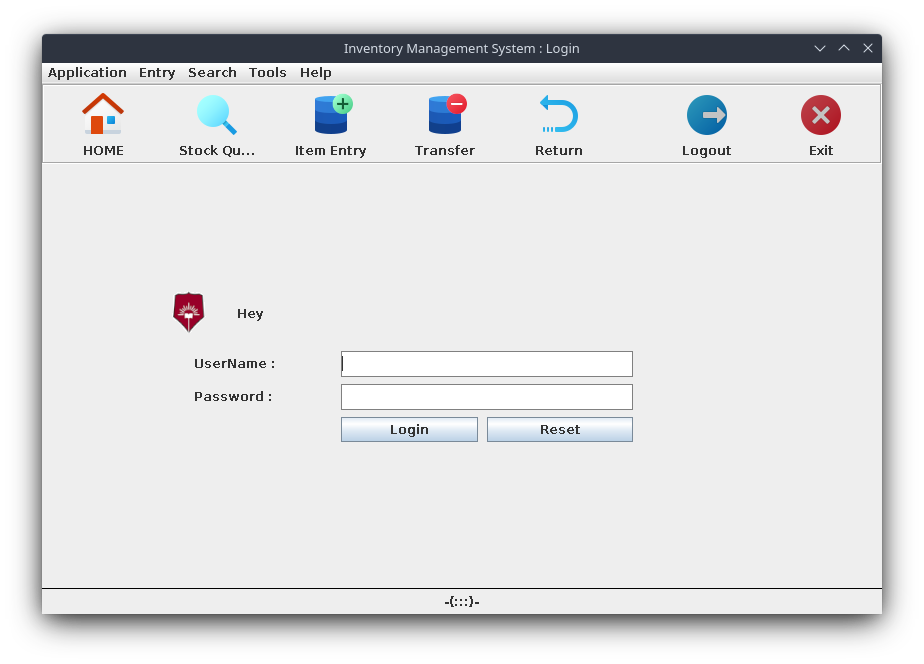 Inventory Management System : Login
Application Entry Search Tools Help
HOME Stock Qu... Item Entry Transfer Return Logout Exit
Hey
UserName :
Password :
Login Reset
-{:::}-